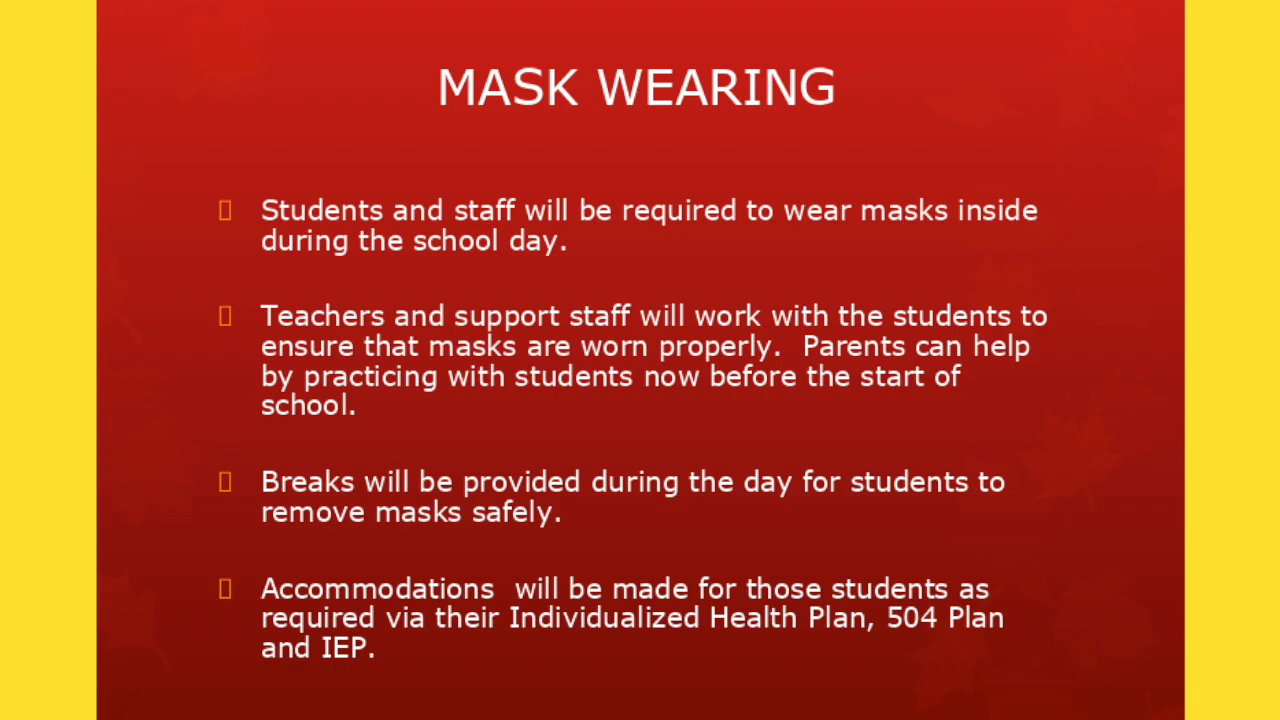 MASK WEARING
Students and staff will be required to wear masks inside
during the school day.
Teachers and support staff will work with the students to
ensure that masks are worn properly.  Parents can help
by practicing with students now before the start of
school.
Breaks will be provided during the day for students to
remove masks safely.
Accommodations  will be made for those students as
required via their Individualized Health Plan, 504 Plan
and IEP.